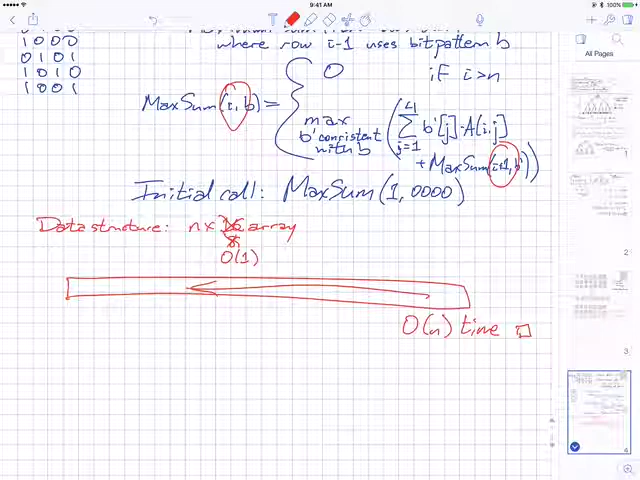 9:41 AM
100%
All Pages
1000
where row i-1 uses bitpattern b
0101
1010
1001
0 if i>n
MaxSum(i,b) =
max b' consistent with b ( 4 Σ j=1 b'[j]·A[i,j]
+ MaxSum(i+1,b'))
Initial call: MaxSum(1,0000)
Data structure: n× array
8
O(1)
O(n) time □
1
2
3
4